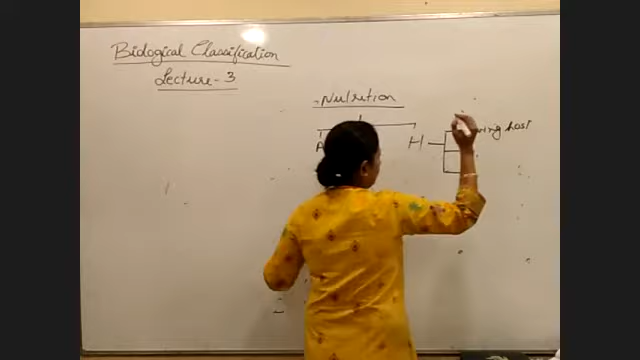 Biological Classification
Lecture - 3
Nutrition
A H host